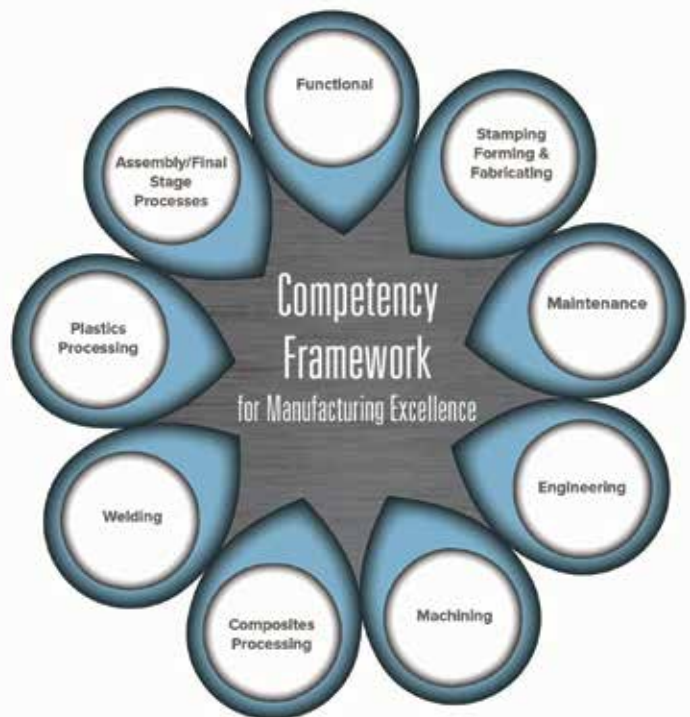 Functional
Stamping
Forming &
Fabricating
Maintenance
Engineering
Machining
Composites
Processing
Welding
Plastics
Processing
Assembly/Final
Stage
Processes
Competency
Framework
for Manufacturing Excellence